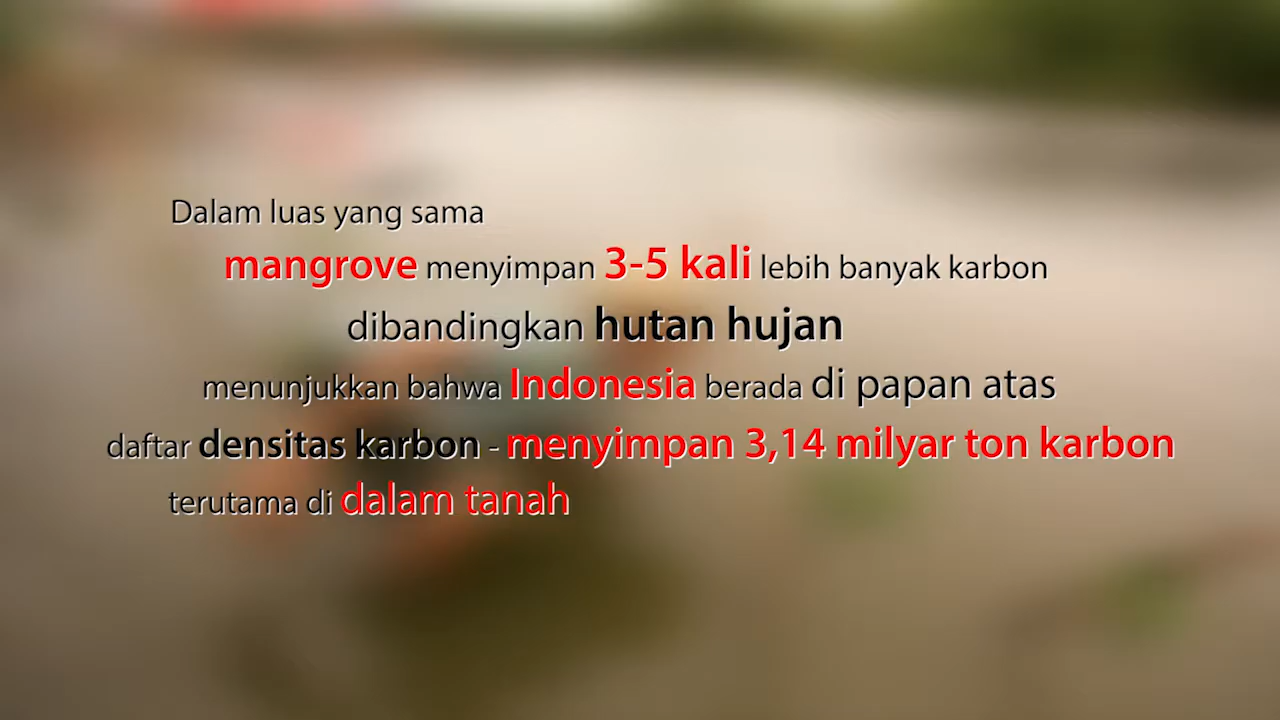 Dalam luas yang sama
mangrove menyimpan 3-5 kali lebih banyak karbon
dibandingkan hutan hujan
menunjukkan bahwa Indonesia berada di papan atas
daftar densitas karbon - menyimpan 3,14 milyar ton karbon
terutama di dalam tanah